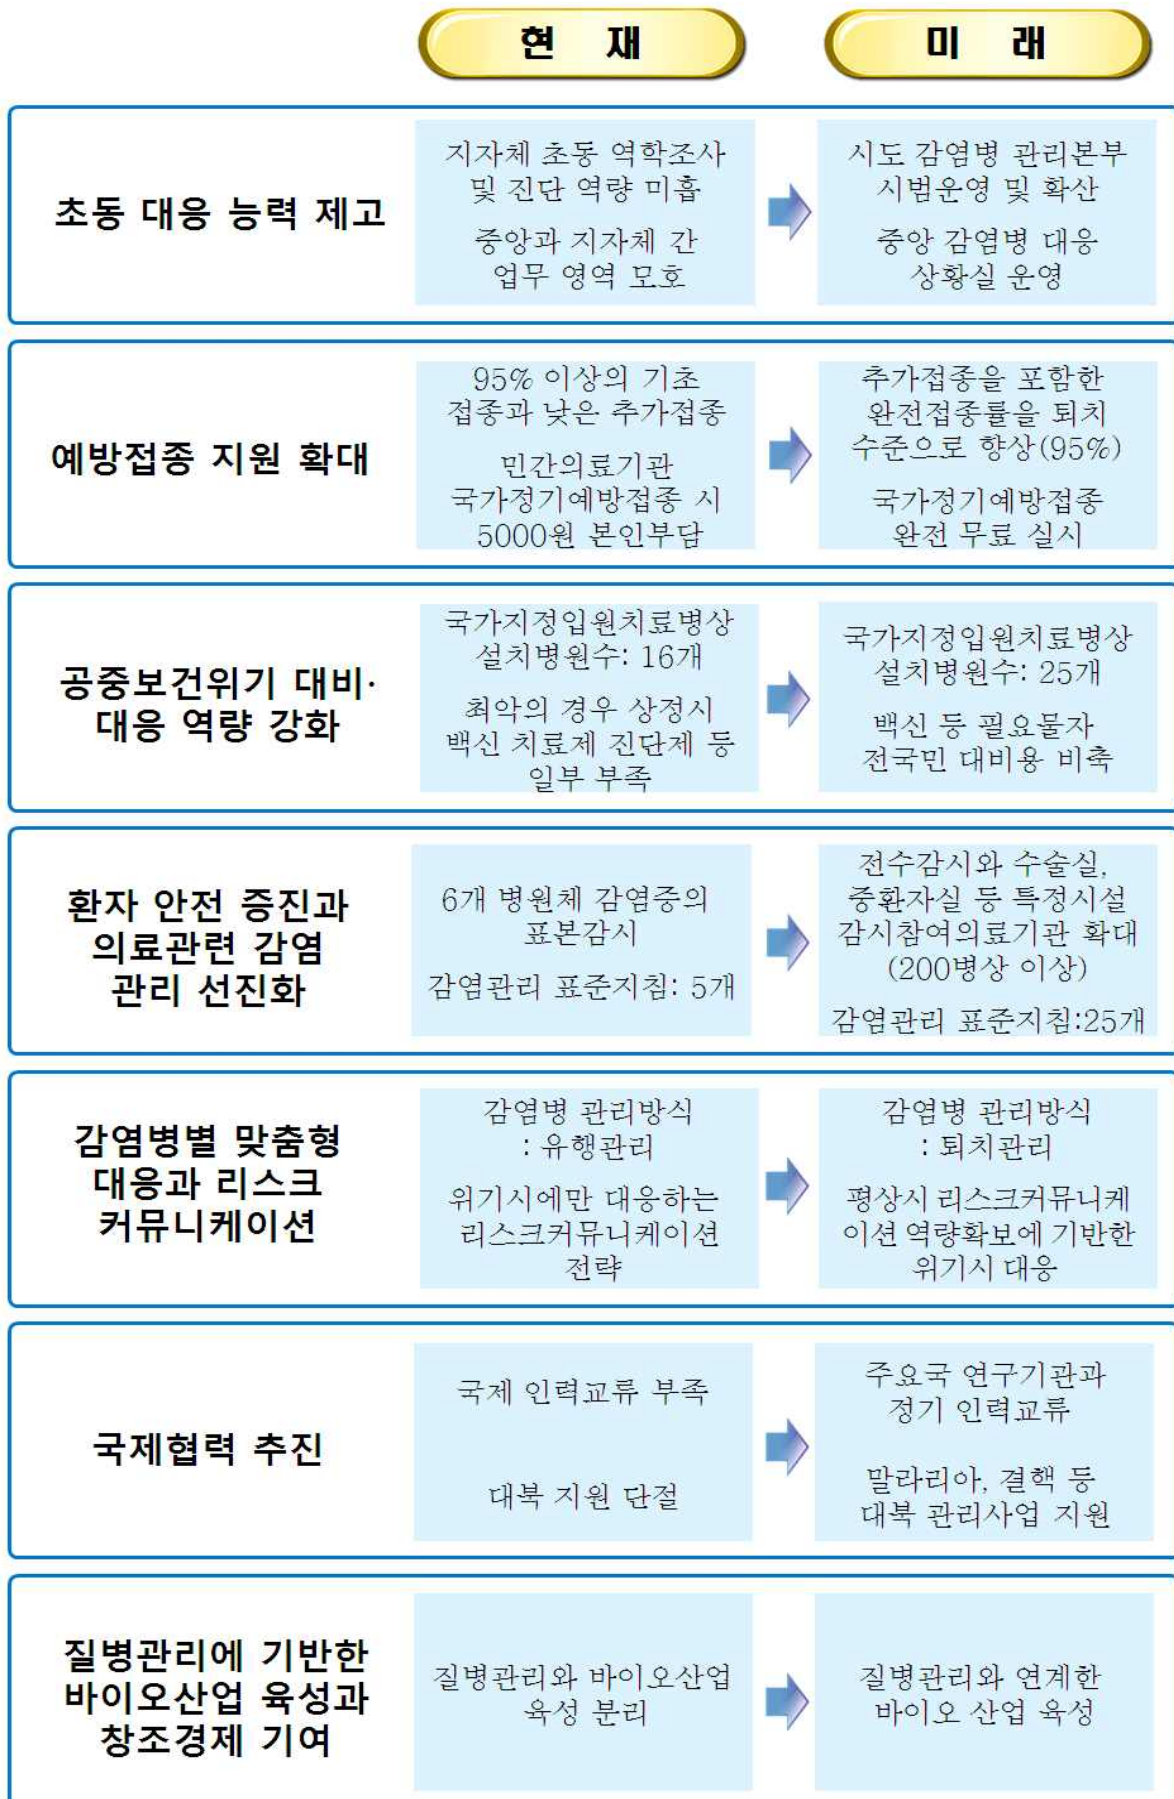 현 재
미 래
초동 대응 능력 제고
지자체 초동 역학조사
및 진단 역량 미흡
중앙과 지자체 간
업무 영역 모호
시도 감염병 관리본부
시범운영 및 확산
중앙 감염병 대응
상황실 운영
예방접종 지원 확대
95% 이상의 기초
접종과 낮은 추가접종
민간의료기관
국가정기예방접종 시
5000원 본인부담
추가접종을 포함한
완전접종률을 퇴치
수준으로 향상(95%)
국가정기예방접종
완전 무료 실시
공중보건위기 대비·
대응 역량 강화
국가지정입원치료병상
설치병원수: 16개
최악의 경우 상정시
백신 치료제 진단제 등
일부 부족
국가지정입원치료병상
설치병원수: 25개
백신 등 필요물자
전국민 대비용 비축
환자 안전 증진과
의료관련 감염
관리 선진화
6개 병원체 감염증의
표본감시
감염관리 표준지침: 5개
전수감시와 수술실,
중환자실 등 특정시설
감시참여의료기관 확대
(200병상 이상)
감염관리 표준지침:25개
감염병별 맞춤형
대응과 리스크
커뮤니케이션
감염병 관리방식
: 유행관리
위기시에만 대응하는
리스크커뮤니케이션
전략
감염병 관리방식
: 퇴치관리
평상시 리스크커뮤니케
이션 역량확보에 기반한
위기시 대응
국제협력 추진
국제 인력교류 부족
대북 지원 단절
주요국 연구기관과
정기 인력교류
말라리아, 결핵 등
대북 관리사업 지원
질병관리에 기반한
바이오산업 육성과
창조경제 기여
질병관리와 바이오산업
육성 분리
질병관리와 연계한
바이오 산업 육성